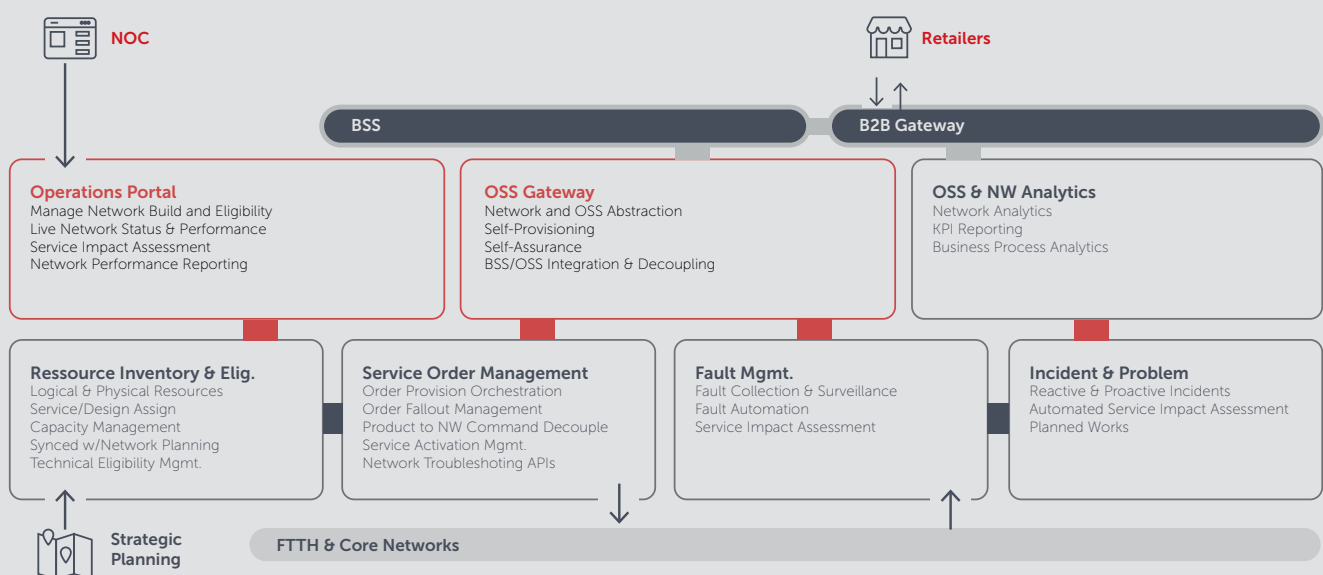 NOC
Retailers
BSS
B2B Gateway
Operations Portal
Manage Network Build and Eligibility
Live Network Status & Performance
Service Impact Assessment
Network Performance Reporting
OSS Gateway
Network and OSS Abstraction
Self-Provisioning
Self-Assurance
BSS/OSS Integration & Decoupling
OSS & NW Analytics
Network Analytics
KPI Reporting
Business Process Analytics
Ressource Inventory & Elig.
Logical & Physical Resources
Service/Design Assign
Capacity Management
Synced w/Network Planning
Technical Eligibility Mgmt.
Service Order Management
Order Provision Orchestration
Order Fallout Management
Product to NW Command Decouple
Service Activation Mgmt.
Network Troubleshoting APIs
Fault Mgmt.
Fault Collection & Surveillance
Fault Automation
Service Impact Assessment
Incident & Problem
Reactive & Proactive Incidents
Automated Service Impact Assessment
Planned Works
Strategic
Planning
FTTH & Core Networks